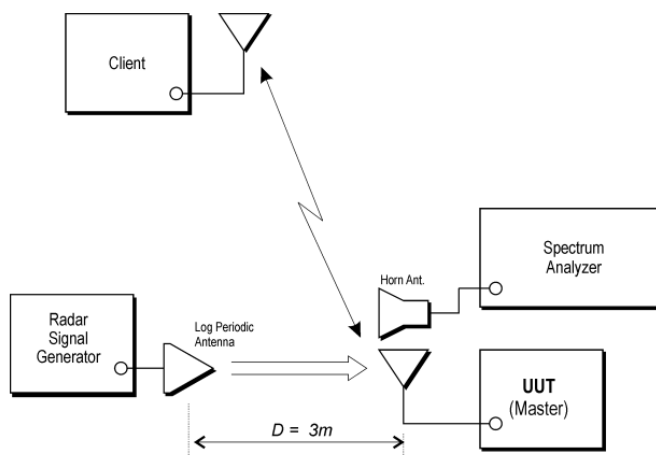 Client
Spectrum
Analyzer
Horn Ant.
Radar
Signal
Generator
Log Periodic
Antenna
UUT
(Master)
D = 3m